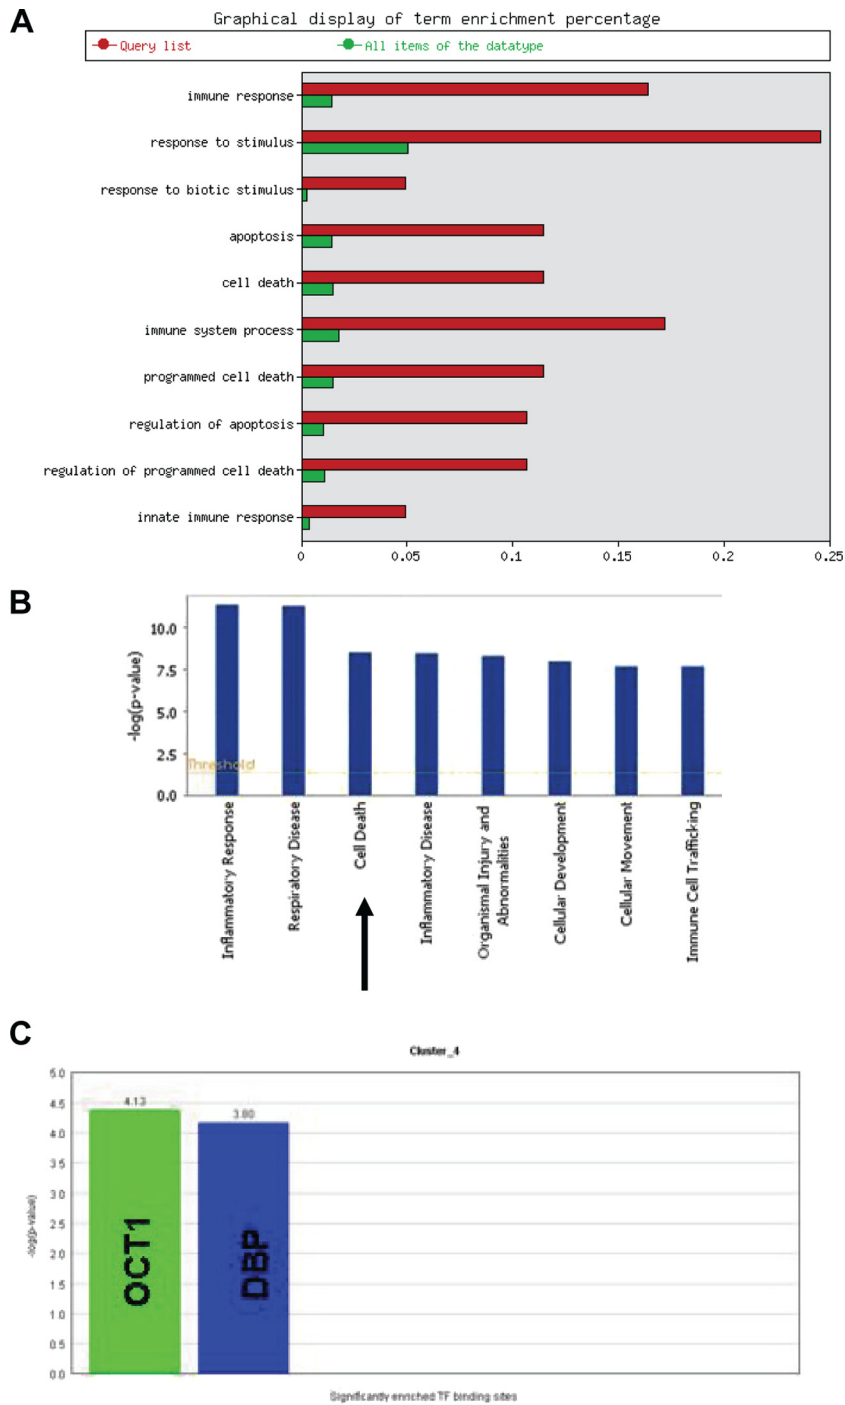 A
Graphical display of term enrichment percentage
Query list
All items of the datatype
immune response
response to stimulus
response to biotic stimulus
apoptosis
cell death
immune system process
programmed cell death
regulation of apoptosis
regulation of programmed cell death
innate immune response
0 0.05 0.1 0.15 0.2 0.25
B
-log(p-value)
10.0
7.5
5.0
2.5
0.0
Threshold
Inflammatory Response
Respiratory Disease
Cell Death
Inflammatory Disease
Organismal Injury and
Abnormalities
Cellular Development
Cellular Movement
Immune Cell Trafficking
C
Cluster_4
-log(p-value)
5.0
4.5
4.0
3.5
3.0
2.5
2.0
1.5
1.0
0.5
0.0
4.13
3.80
OCT1
DBP
Significantly enriched TF binding sites